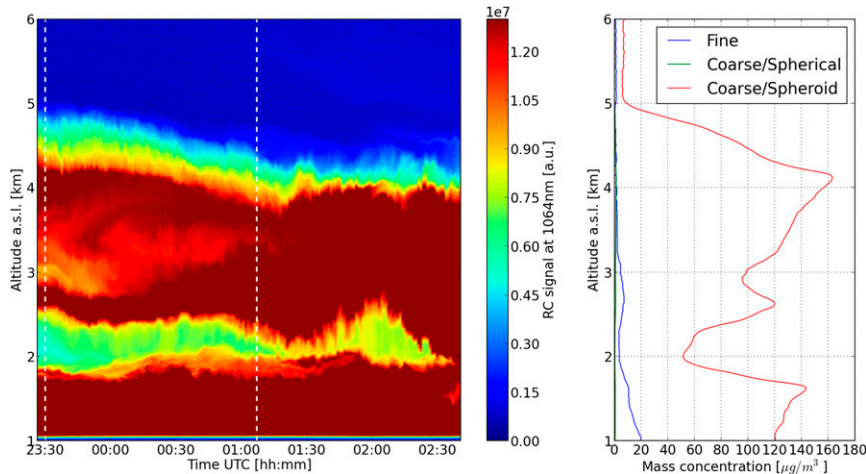 1e7
6
5
4
3
2
1
Altitude a.s.l. [km]
23:30 00:00 00:30 01:00 01:30 02:00 02:30
Time UTC [hh:mm]
1.20
1.05
0.90
0.75
0.60
0.45
0.30
0.15
0.00
RC signal at 1064nm [a.u.]
6
5
4
3
2
1
Altitude a.s.l. [km]
Fine
Coarse/Spherical
Coarse/Spheroid
0 20 40 60 80 100 120 140 160 180
Mass concentration [μg/m³ ]